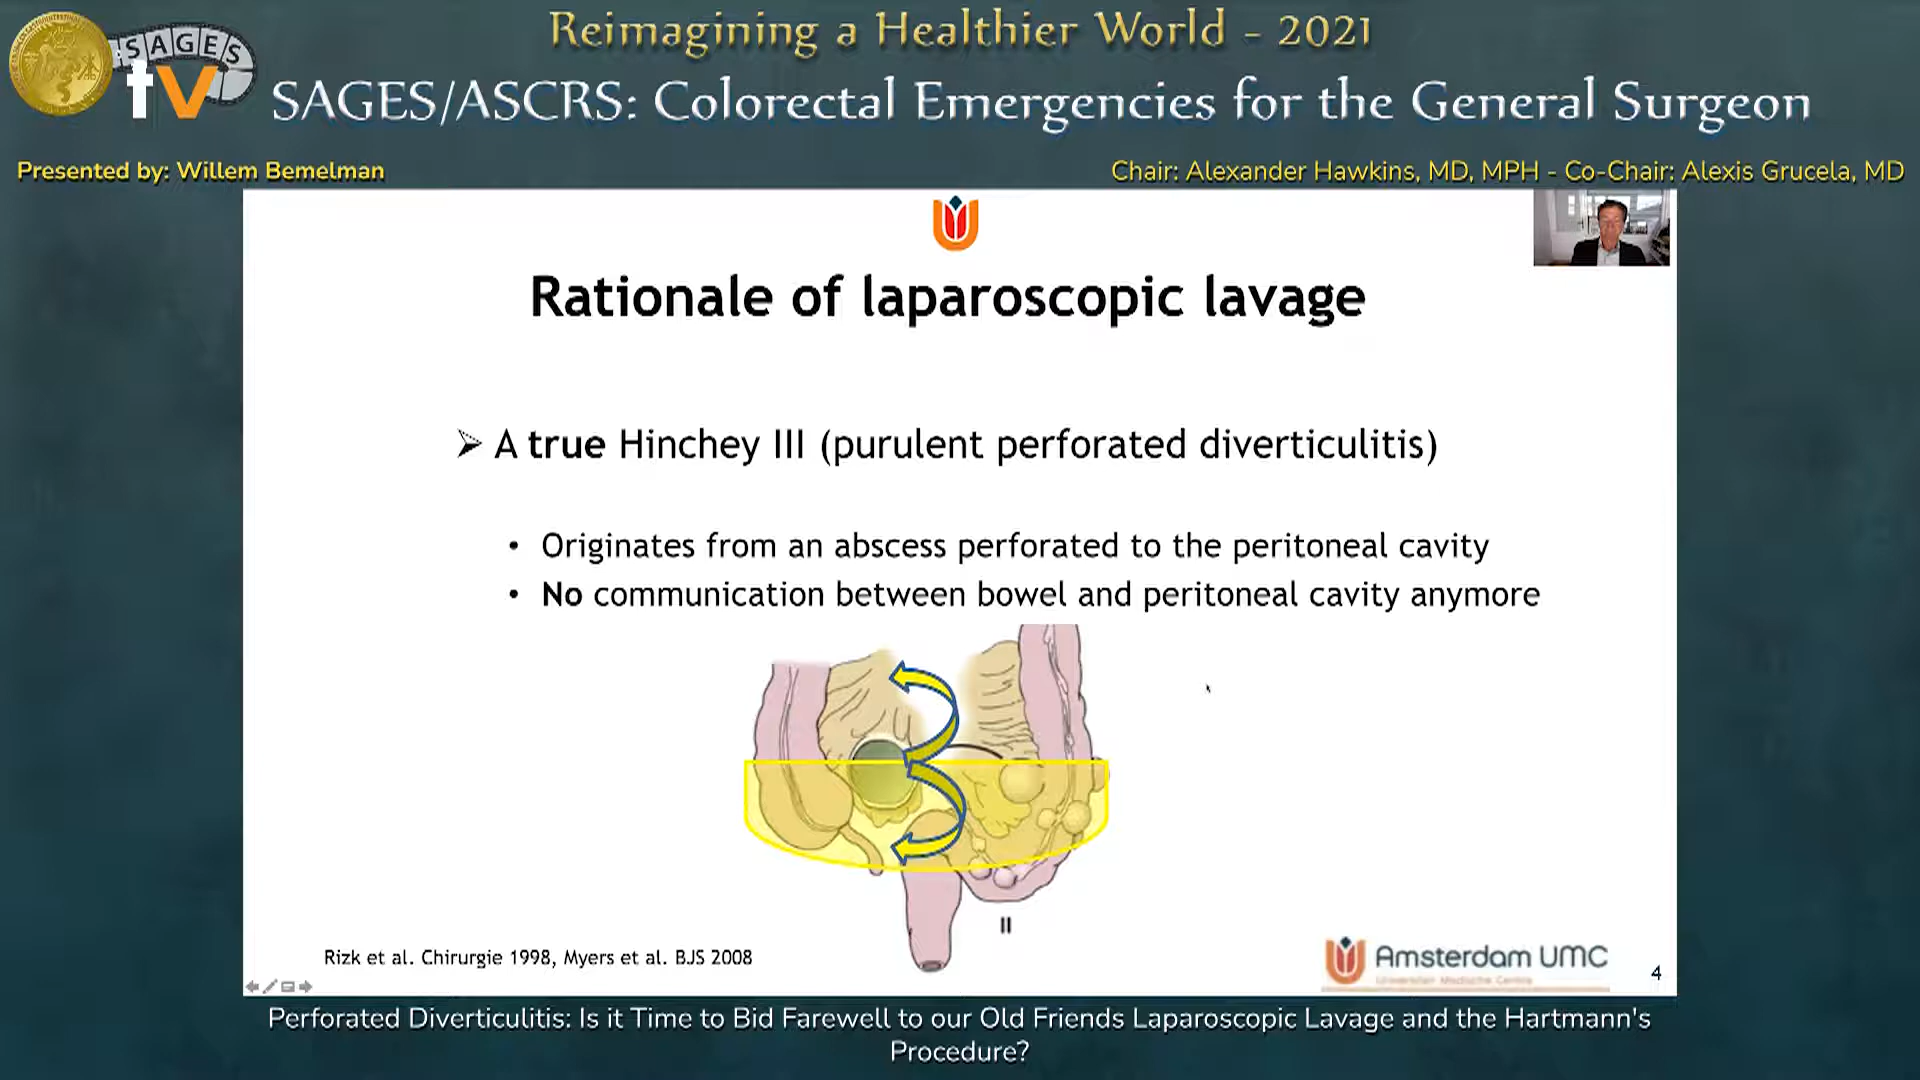 Reimagining a Healthier World - 2021
SAGES
tv
SAGES/ASCRS: Colorectal Emergencies for the General Surgeon
Presented by: Willem Bemelman
Chair: Alexander Hawkins, MD, MPH - Co-Chair: Alexis Grucela, MD
Rationale of laparoscopic lavage
➢ A true Hinchey III (purulent perforated diverticulitis)
• Originates from an abscess perforated to the peritoneal cavity
• No communication between bowel and peritoneal cavity anymore
II
Rizk et al. Chirurgie 1998, Myers et al. BJS 2008
Amsterdam UMC
Universitair Medische Centra
4
Perforated Diverticulitis: Is it Time to Bid Farewell to our Old Friends Laparoscopic Lavage and the Hartmann's
Procedure?